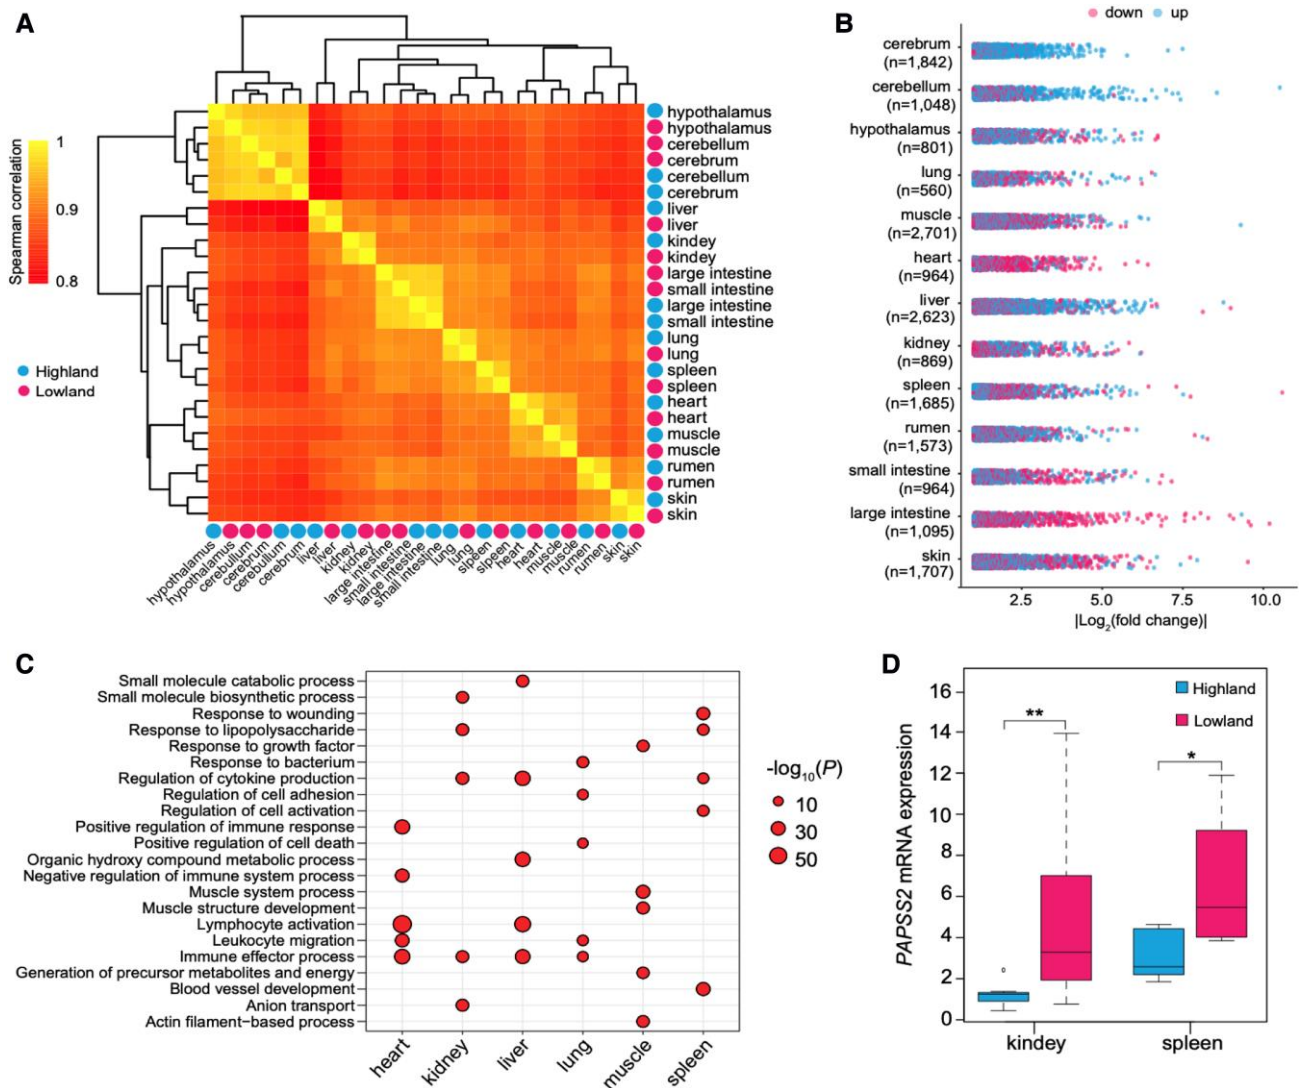 A
Spearman correlation
1
0.9
0.8
Highland
Lowland
hypothalamus
hypothalamus
cerebellum
cerebrum
cerebellum
cerebrum
liver
liver
kindey
kindey
large intestine
small intestine
large intestine
small intestine
lung
lung
spleen
spleen
heart
heart
muscle
muscle
rumen
rumen
skin
skin
hypothalamus
hypothalamus
cerebellum
cerebrum
cerebellum
cerebrum
liver
liver
kidney
kidney
large intestine
small intestine
large intestine
small intestine
lung
lung
slpeen
slpeen
heart
heart
muscle
muscle
rumen
rumen
skin
skin
B
down up
cerebrum
(n=1,842)
cerebellum
(n=1,048)
hypothalamus
(n=801)
lung
(n=560)
muscle
(n=2,701)
heart
(n=964)
liver
(n=2,623)
kidney
(n=869)
spleen
(n=1,685)
rumen
(n=1,573)
small intestine
(n=964)
large intestine
(n=1,095)
skin
(n=1,707)
2.5 5.0 7.5 10.0
|Log2(fold change)|
C
Small molecule catabolic process
Small molecule biosynthetic process
Response to wounding
Response to lipopolysaccharide
Response to growth factor
Response to bacterium
Regulation of cytokine production
Regulation of cell adhesion
Regulation of cell activation
Positive regulation of immune response
Positive regulation of cell death
Organic hydroxy compound metabolic process
Negative regulation of immune system process
Muscle system process
Muscle structure development
Lymphocyte activation
Leukocyte migration
Immune effector process
Generation of precursor metabolites and energy
Blood vessel development
Anion transport
Actin filament−based process
heart kidney liver lung muscle spleen
-log10(P)
10
30
50
D
PAPSS2 mRNA expression
16
14
12
10
8
6
4
2
0
Highland
Lowland
**
*
kindey spleen